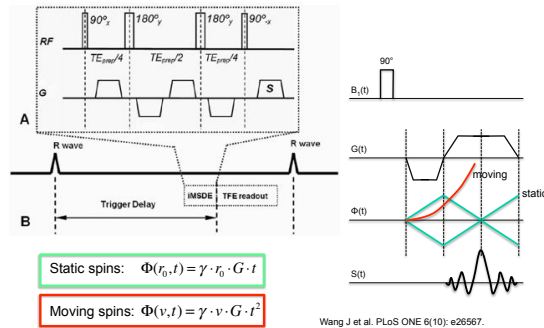 90°x 180°y 180°y 90°-x
RF
TEprep/4 TEprep/2 TEprep/4
G S
A
R wave R wave
iMSDE TFE readout
B Trigger Delay
90°
B₁(t)
G(t)
moving
static
Φ(t)
S(t)
Static spins: Φ(r₀,t) = γ · r₀ · G · t
Moving spins: Φ(v,t) = γ · v · G · t²
Wang J et al. PLoS ONE 6(10): e26567.